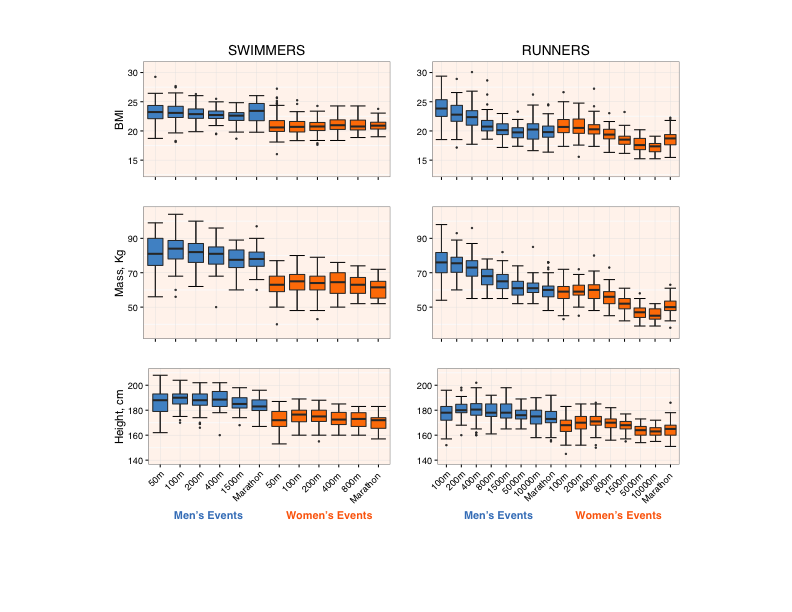 SWIMMERS RUNNERS
BMI
30 25 20 15
30 25 20 15
Mass, Kg
90 70 50
90 70 50
Height, cm
200 180 160 140
200 180 160 140
50m 100m 200m 400m 1500m Marathon 50m 100m 200m 400m 800m Marathon
100m 200m 400m 800m 1500m 5000m 10000m Marathon 100m 200m 400m 800m 1500m 5000m 10000m Marathon
Men's Events Women's Events Men's Events Women's Events